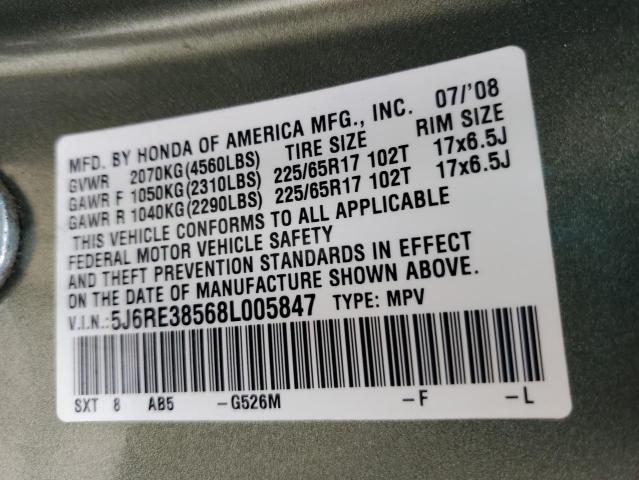 MFD. BY HONDA OF AMERICA MFG., INC. 07/'08
GVWR 2070KG(4560LBS) TIRE SIZE RIM SIZE
GAWR F 1050KG(2310LBS) 225/65R17 102T 17x6.5J
GAWR R 1040KG(2290LBS) 225/65R17 102T 17x6.5J
THIS VEHICLE CONFORMS TO ALL APPLICABLE
FEDERAL MOTOR VEHICLE SAFETY
AND THEFT PREVENTION STANDARDS IN EFFECT
ON THE DATE OF MANUFACTURE SHOWN ABOVE.
V.I.N.:5J6RE38568L005847 TYPE: MPV
SXT 8 AB5 -G526M -F -L